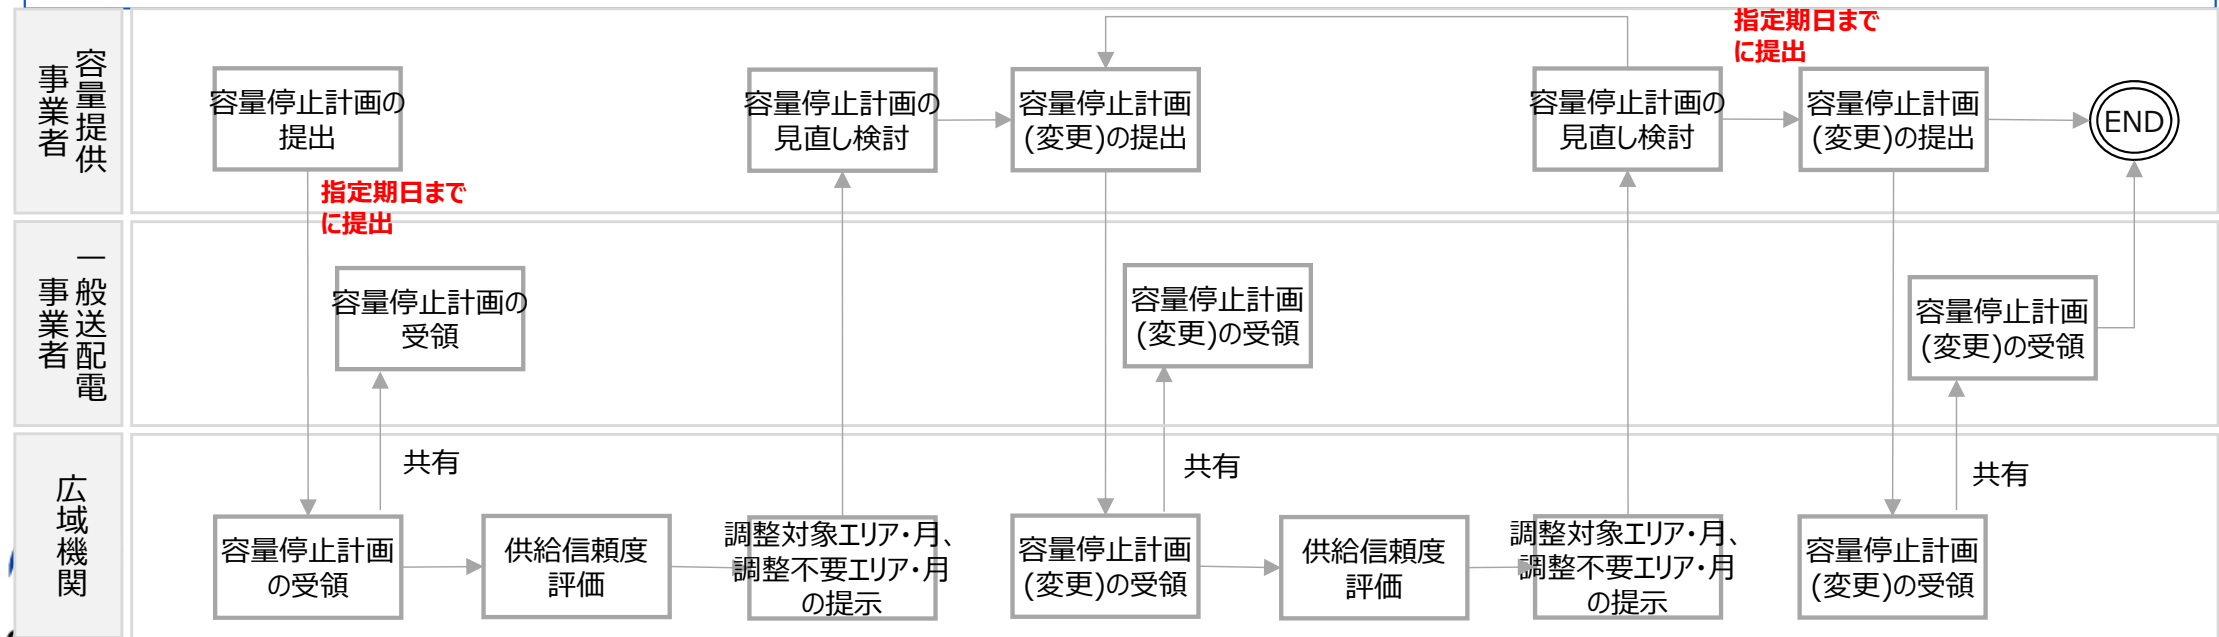 容量提供
事業者
容量停止計画の
提出
指定期日まで
に提出
容量停止計画の
見直し検討
容量停止計画
(変更)の提出
容量停止計画の
見直し検討
指定期日まで
に提出
容量停止計画
(変更)の提出
END
一般送配電
事業者
容量停止計画の
受領
容量停止計画
(変更)の受領
容量停止計画
(変更)の受領
広域機関
共有
共有
共有
容量停止計画
の受領
供給信頼度
評価
調整対象エリア・月、
調整不要エリア・月
の提示
容量停止計画
(変更)の受領
供給信頼度
評価
調整対象エリア・月、
調整不要エリア・月
の提示
容量停止計画
(変更)の受領